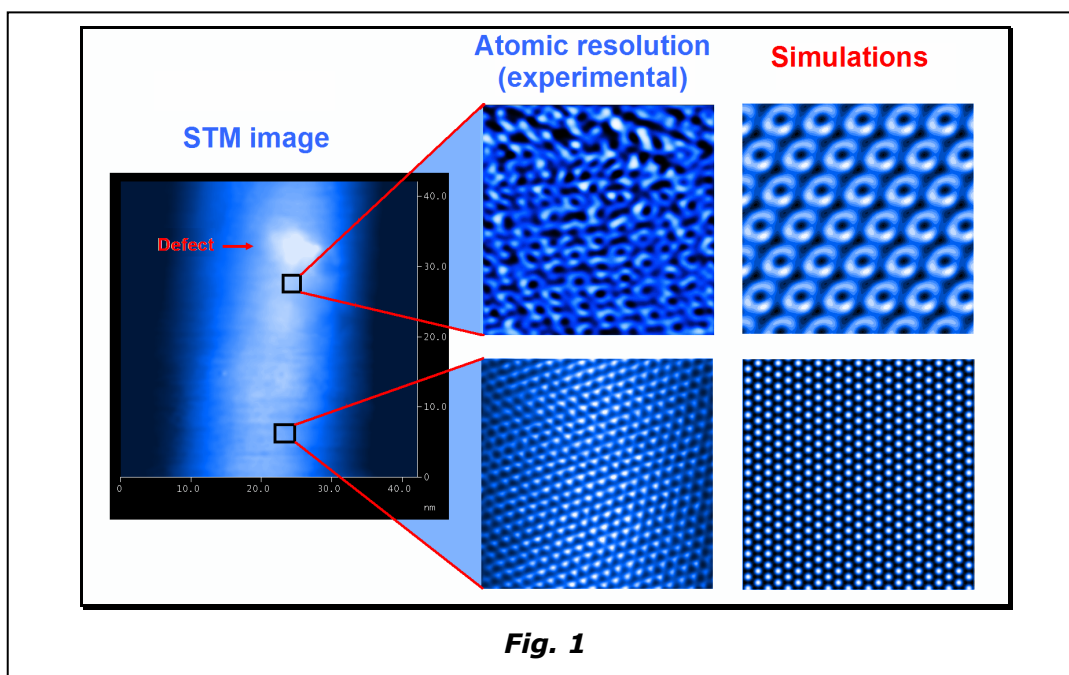 Atomic resolution
(experimental)
Simulations
STM image
Defect
40.0
30.0
20.0
10.0
0
0
10.0
20.0
30.0
40.0
nm
Fig. 1